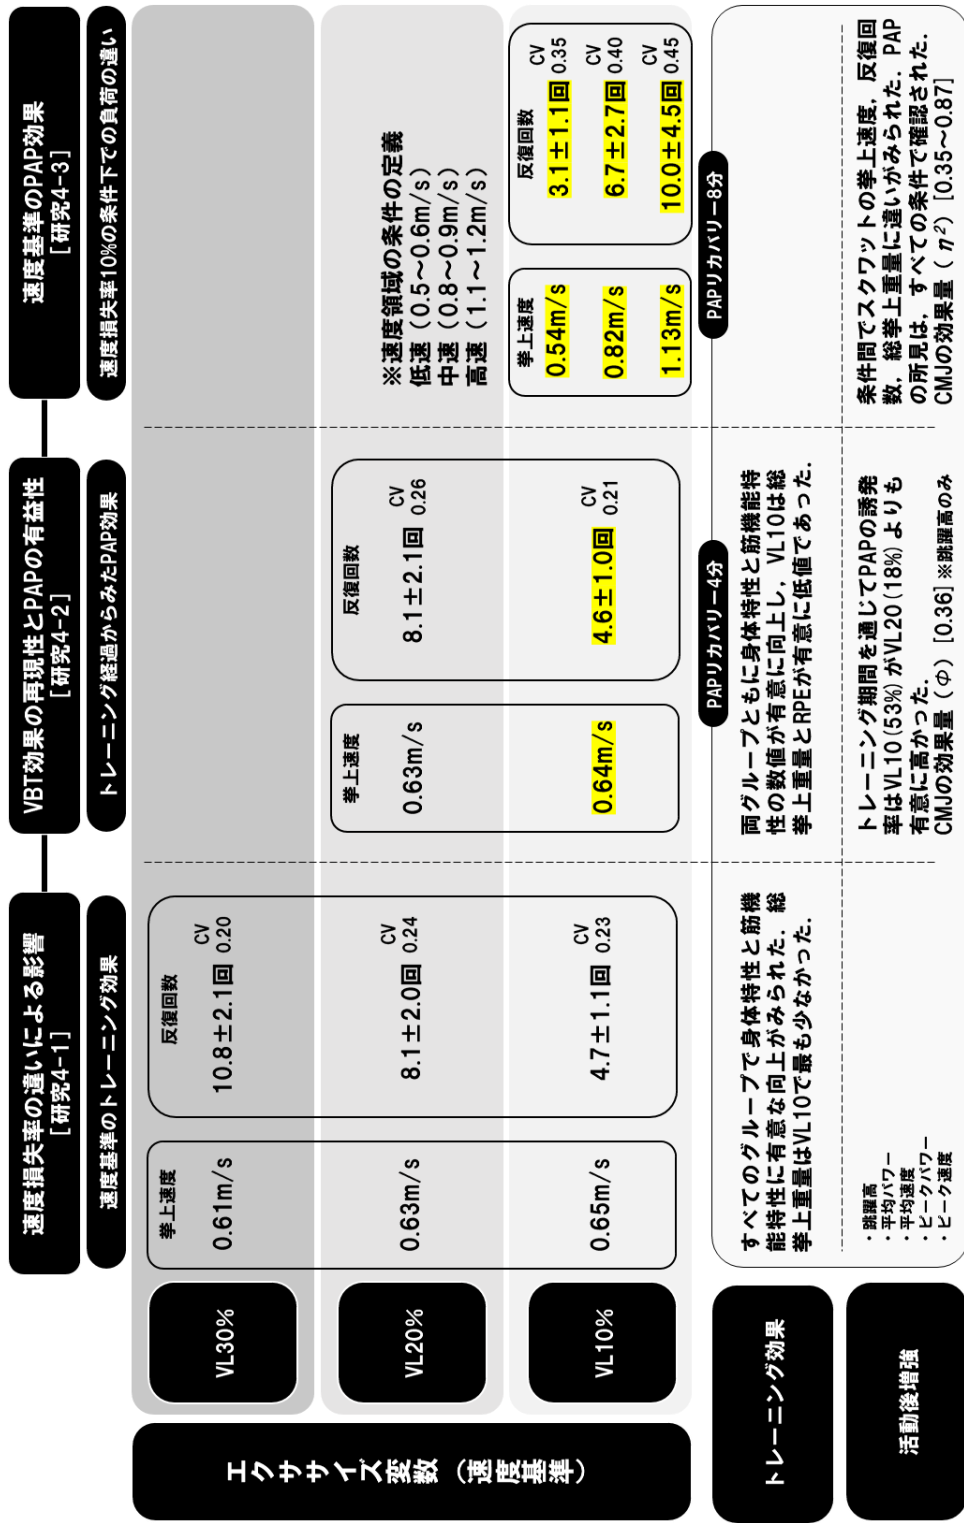 速度損失率の違いによる影響
[研究4-1]
速度基準のトレーニング効果
VBT効果の再現性とPAPの有益性
[研究4-2]
トレーニング経過からみたPAP効果
速度基準のPAP効果
[研究4-3]
速度損失率10%の条件下での負荷の違い
エクササイズ変数（速度基準）
VL30%
挙上速度
0.61m/s
反復回数
10.8±2.1回
CV
0.20
VL20%
0.63m/s
8.1±2.0回
CV
0.24
挙上速度
0.63m/s
反復回数
8.1±2.1回
CV
0.26
※速度領域の条件の定義
低速（0.5～0.6m/s）
中速（0.8～0.9m/s）
高速（1.1～1.2m/s）
VL10%
0.65m/s
4.7±1.1回
CV
0.23
0.64m/s
4.6±1.0回
CV
0.21
挙上速度
0.54m/s
0.82m/s
1.13m/s
反復回数
3.1±1.1回
CV
0.35
6.7±2.7回
CV
0.40
10.0±4.5回
CV
0.45
PAPリカバリー4分
PAPリカバリー8分
トレーニング効果
すべてのグループで身体特性と筋機
能特性に有意な向上がみられた．総
挙上重量はVL10で最も少なかった．
両グループともに身体特性と筋機能特
性の数値が有意に向上し，VL10は総
挙上重量とRPEが有意に低値であった．
活動後増強
・跳躍高
・平均パワー
・平均速度
・ピークパワー
・ピーク速度
トレーニング期間を通じてPAPの誘発
率はVL10(53%)がVL20(18%)よりも
有意に高かった．
CMJの効果量（φ）[0.36]※跳躍高のみ
条件間でスクワットの挙上速度，反復回
数，総挙上重量に違いがみられた．PAP
の所見は，すべての条件で確認された．
CMJの効果量（η²）[0.35～0.87]